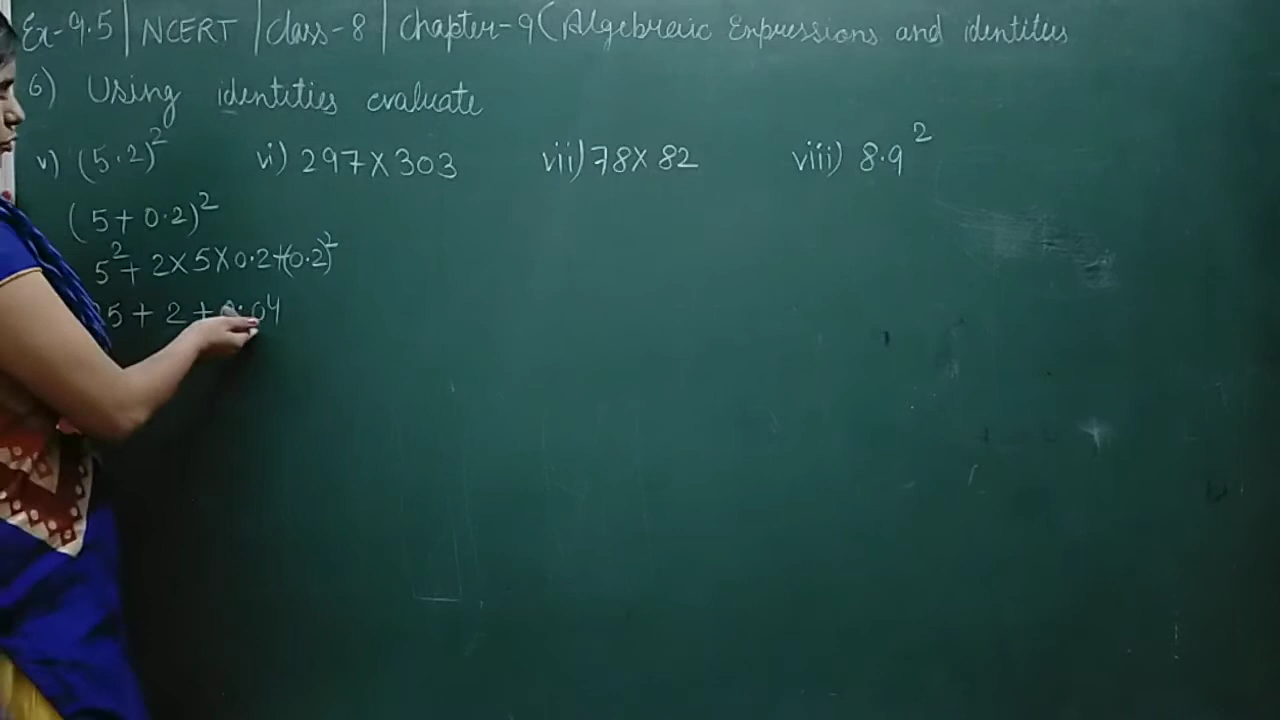 Ex-9.5 | NCERT | Class-8 | Chapter-9 (Algebraic Expressions and identities
6) Using identities evaluate
v) (5.2)² vi) 297 X 303 vii) 78 X 82 viii) 8.9²
(5 + 0.2)²
5² + 2 X 5 X 0.2 + (0.2)²
25 + 2 + 0.04